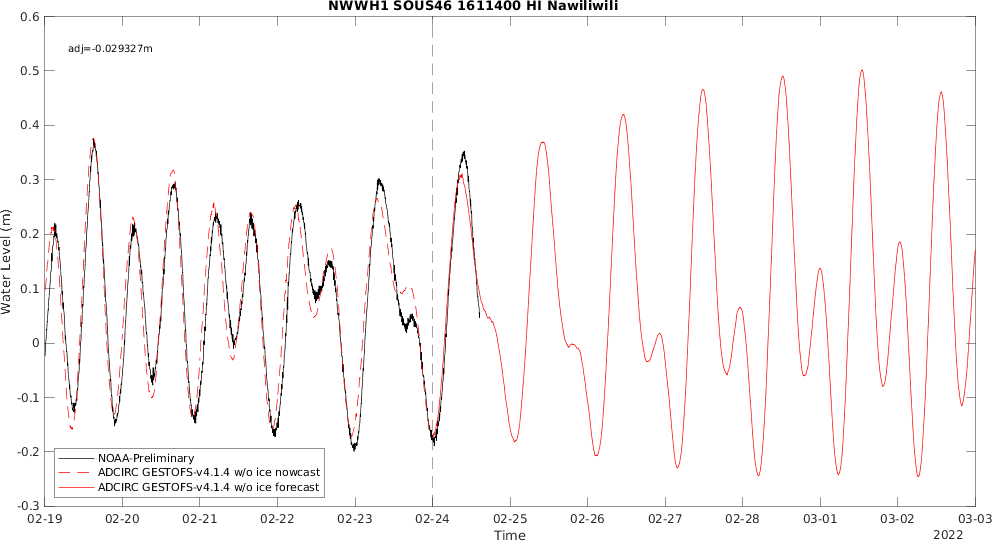 NWWH1 SOUS46 1611400 HI Nawiliwili
adj=-0.029327m
Water Level (m)
0.6
0.5
0.4
0.3
0.2
0.1
0
-0.1
-0.2
-0.3
NOAA-Preliminary
ADCIRC GESTOFS-v4.1.4 w/o ice nowcast
ADCIRC GESTOFS-v4.1.4 w/o ice forecast
02-19 02-20 02-21 02-22 02-23 02-24 02-25 02-26 02-27 02-28 03-01 03-02 03-03
Time
2022